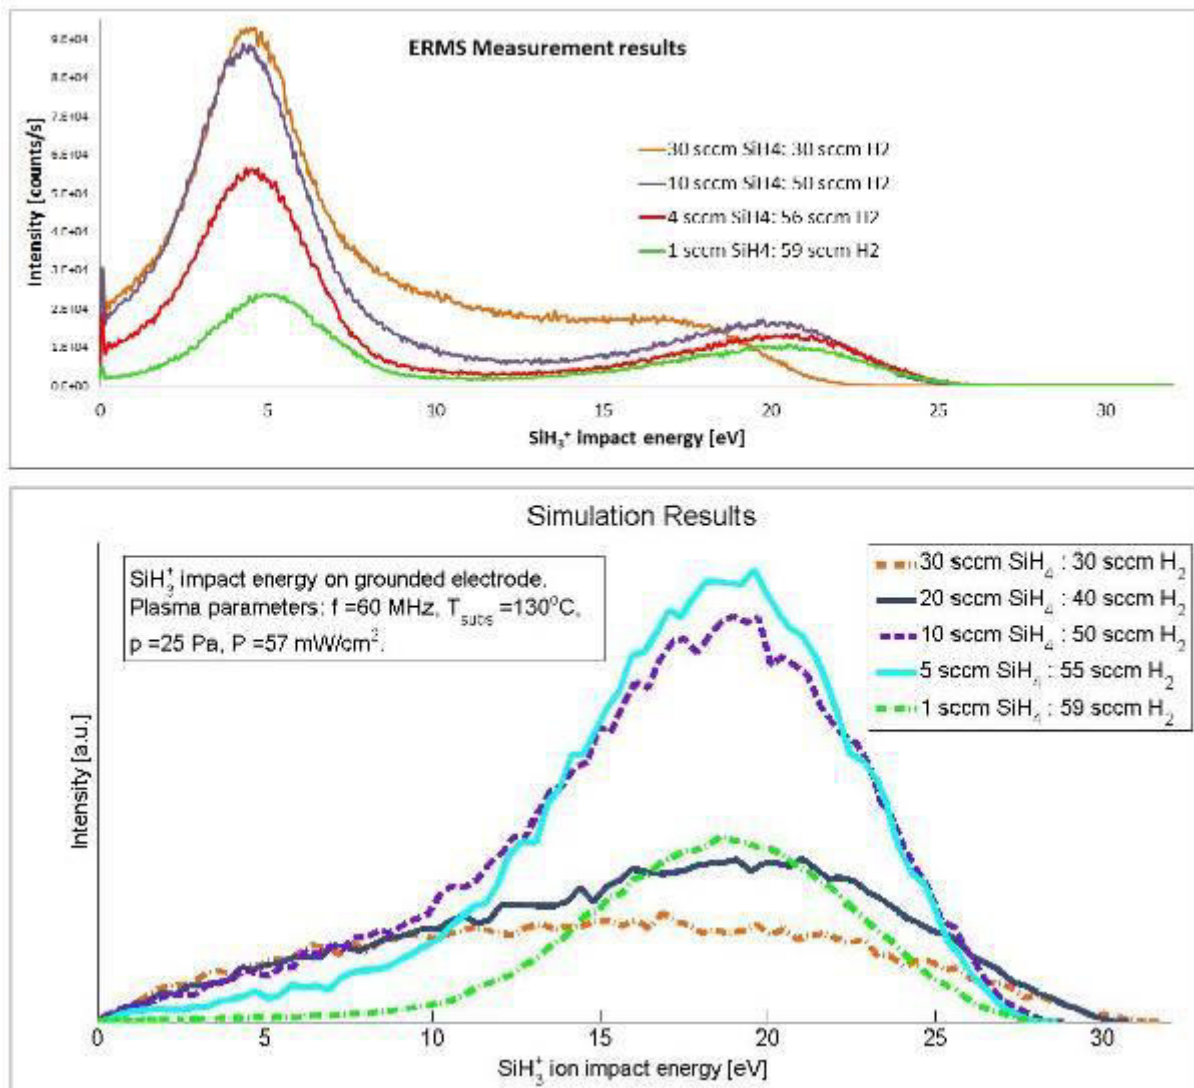 ERMS Measurement results
Intensity [counts/s]
30 sccm SiH4: 30 sccm H2
10 sccm SiH4: 50 sccm H2
4 sccm SiH4: 56 sccm H2
1 sccm SiH4: 59 sccm H2
0 5 10 15 20 25 30
SiH₃⁺ impact energy [eV]
Simulation Results
SiH₃⁺ impact energy on grounded electrode.
Plasma parameters: f =60 MHz, T_subs =130°C,
p =25 Pa, P =57 mW/cm².
30 sccm SiH₄ : 30 sccm H₂
20 sccm SiH₄ : 40 sccm H₂
10 sccm SiH₄ : 50 sccm H₂
5 sccm SiH₄ : 55 sccm H₂
1 sccm SiH₄ : 59 sccm H₂
Intensity [a.u.]
0 5 10 15 20 25 30
SiH₃⁺ ion impact energy [eV]